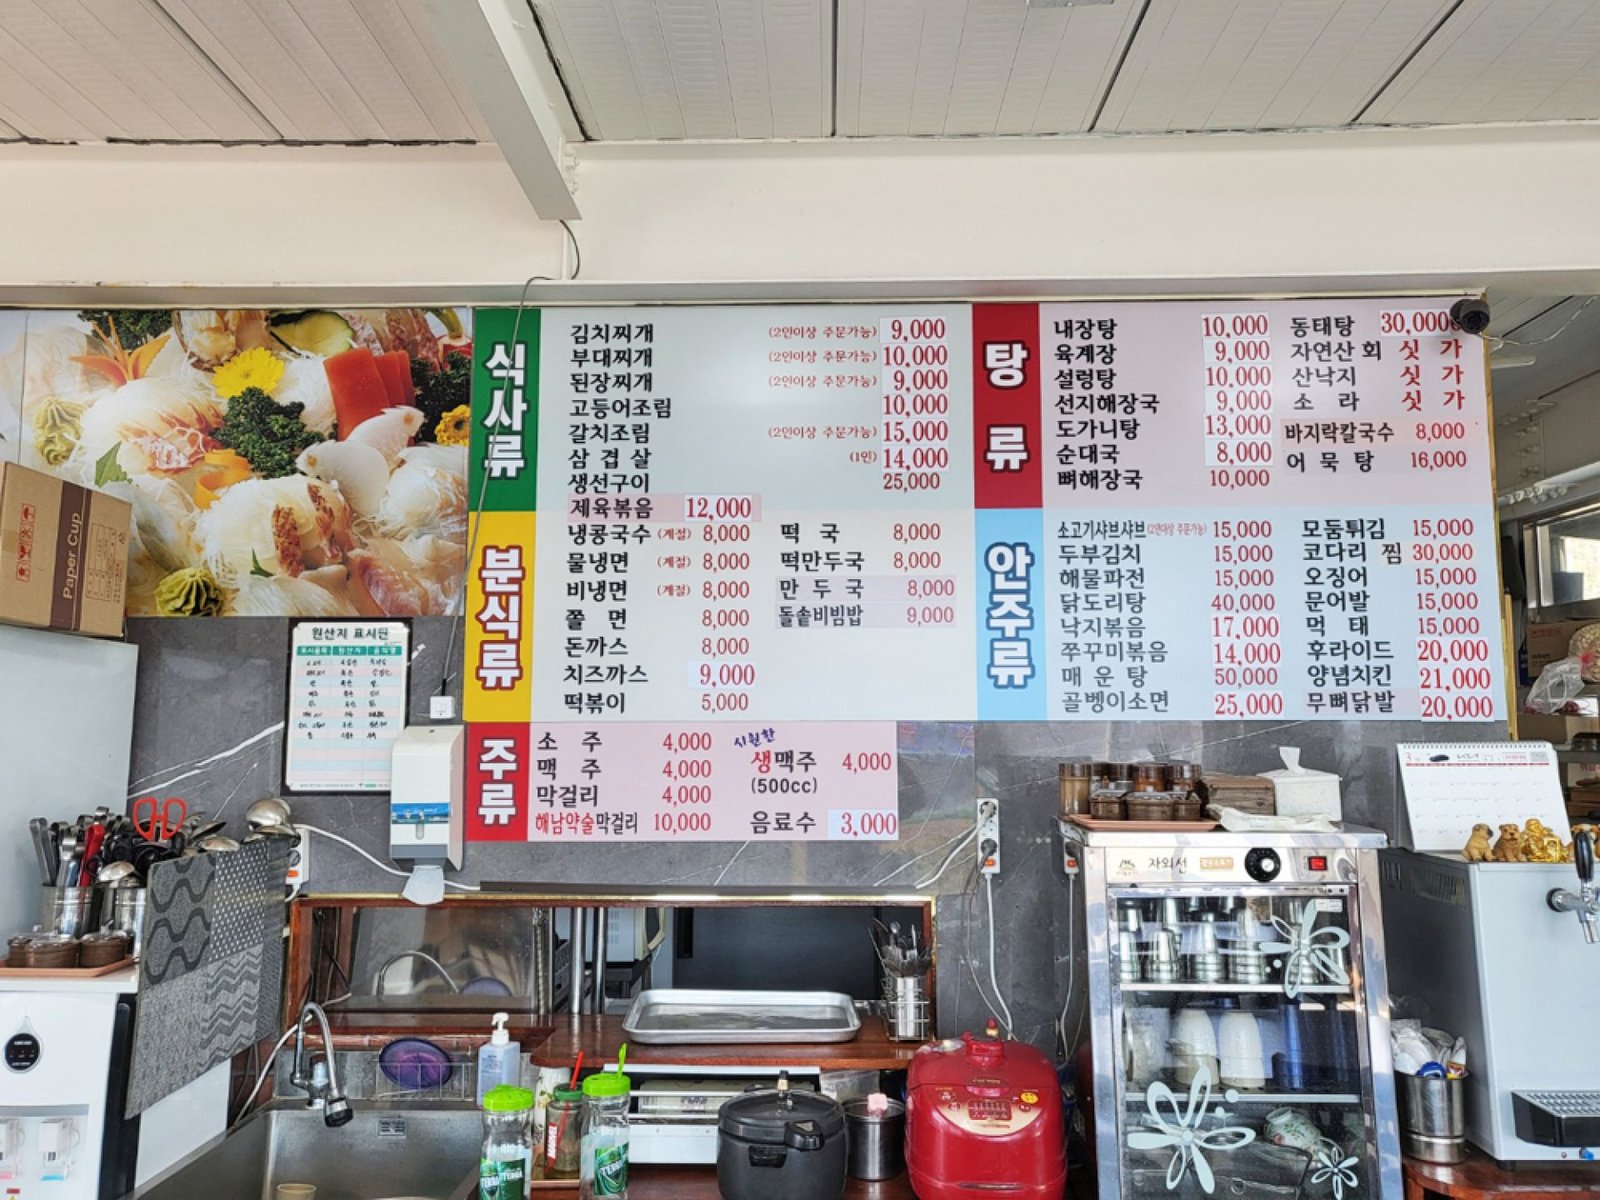 식사류
김치찌개 (2인이상 주문가능) 9,000
부대찌개 (2인이상 주문가능) 10,000
된장찌개 (2인이상 주문가능) 9,000
고등어조림 10,000
갈치조림 (2인이상 주문가능) 15,000
삼 겹 살 (1인) 14,000
생선구이 25,000
제육볶음 12,000
분식류
냉콩국수 (계절) 8,000
물냉면 (계절) 8,000
비냉면 (계절) 8,000
쫄 면 8,000
돈까스 8,000
치즈까스 9,000
떡볶이 5,000
떡 국 8,000
떡만두국 8,000
만 두 국 8,000
돌솥비빔밥 9,000
주류
소 주 4,000
맥 주 4,000
막걸리 4,000
해남약술막걸리 10,000
시원한
생맥주 4,000
(500cc)
음료수 3,000
탕류
내장탕 10,000
육계장 9,000
설렁탕 10,000
선지해장국 9,000
도가니탕 13,000
순대국 8,000
뼈해장국 10,000
동태탕 30,000
자연산 회 싯 가
산낙지 싯 가
소 라 싯 가
바지락칼국수 8,000
어 묵 탕 16,000
안주류
소고기샤브샤브 (2인이상 주문가능) 15,000
두부김치 15,000
해물파전 15,000
닭도리탕 40,000
낙지볶음 17,000
쭈꾸미볶음 14,000
매 운 탕 50,000
골벵이소면 25,000
모둠튀김 15,000
코다리 찜 30,000
오징어 15,000
문어발 15,000
먹 태 15,000
후라이드 20,000
양념치킨 21,000
무뼈닭발 20,000
원산지 표시판
표시품목 원산지 음식명
Paper Cup
자외선
TERRA
TERRA